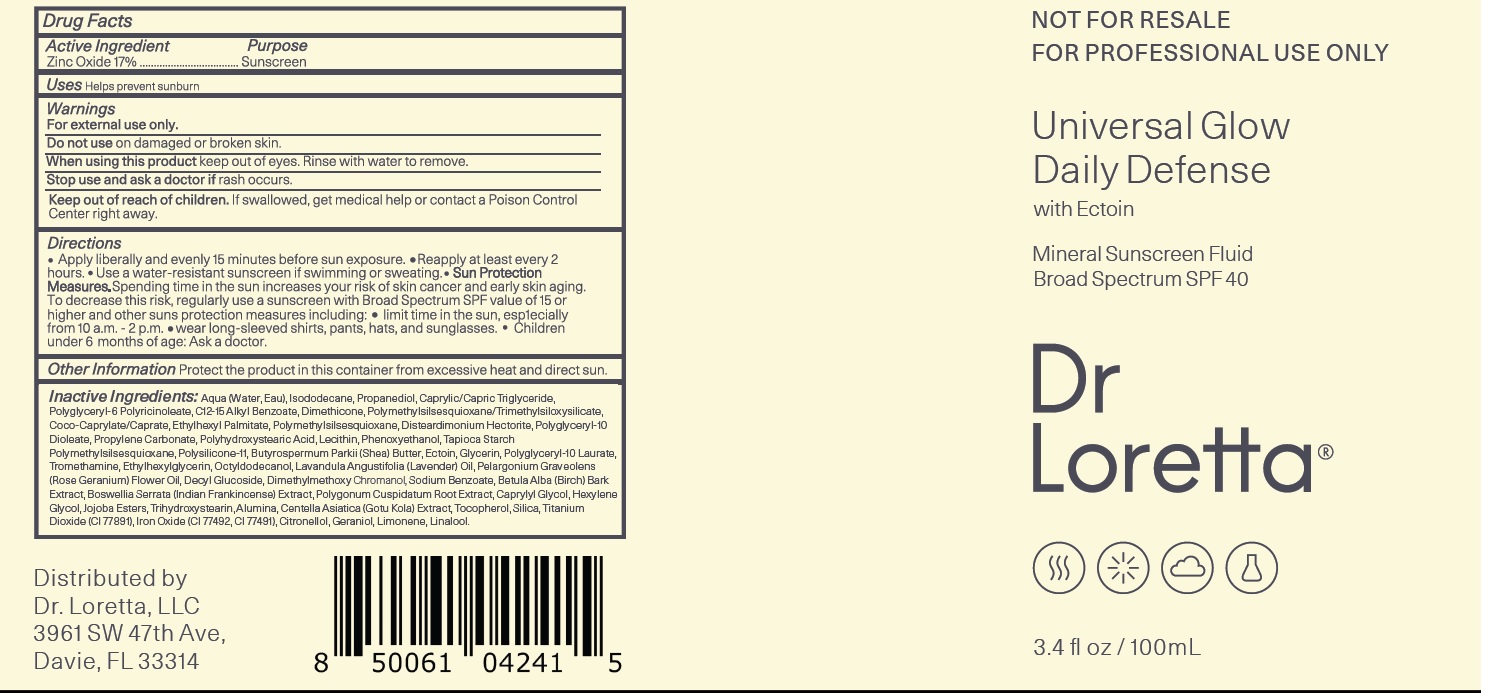 Drug Facts
Active Ingredient Purpose
Zinc Oxide 17% ................................... Sunscreen
Uses Helps prevent sunburn
Warnings
For external use only.
Do not use on damaged or broken skin.
When using this product keep out of eyes. Rinse with water to remove.
Stop use and ask a doctor if rash occurs.
Keep out of reach of children. If swallowed, get medical help or contact a Poison Control
Center right away.
Directions
• Apply liberally and evenly 15 minutes before sun exposure. • Reapply at least every 2
hours. • Use a water-resistant sunscreen if swimming or sweating. • Sun Protection
Measures. Spending time in the sun increases your risk of skin cancer and early skin aging.
To decrease this risk, regularly use a sunscreen with Broad Spectrum SPF value of 15 or
higher and other suns protection measures including: • limit time in the sun, esp1ecially
from 10 a.m. - 2 p.m. • wear long-sleeved shirts, pants, hats, and sunglasses. • Children
under 6 months of age: Ask a doctor.
Other Information Protect the product in this container from excessive heat and direct sun.
Inactive Ingredients: Aqua (Water, Eau), Isododecane, Propanediol, Caprylic/Capric Triglyceride,
Polyglyceryl-6 Polyricinoleate, C12-15 Alkyl Benzoate, Dimethicone, Polymethylsilsesquioxane/Trimethylsiloxysilicate,
Coco-Caprylate/Caprate, Ethylhexyl Palmitate, Polymethylsilsesquioxane, Disteardimonium Hectorite, Polyglyceryl-10
Dioleate, Propylene Carbonate, Polyhydroxystearic Acid, Lecithin, Phenoxyethanol, Tapioca Starch
Polymethylsilsesquioxane, Polysilicone-11, Butyrospermum Parkii (Shea) Butter, Ectoin, Glycerin, Polyglyceryl-10 Laurate,
Tromethamine, Ethylhexylglycerin, Octyldodecanol, Lavandula Angustifolia (Lavender) Oil, Pelargonium Graveolens
(Rose Geranium) Flower Oil, Decyl Glucoside, Dimethylmethoxy Chromanol, Sodium Benzoate, Betula Alba (Birch) Bark
Extract, Boswellia Serrata (Indian Frankincense) Extract, Polygonum Cuspidatum Root Extract, Caprylyl Glycol, Hexylene
Glycol, Jojoba Esters, Trihydroxystearin, Alumina, Centella Asiatica (Gotu Kola) Extract, Tocopherol, Silica, Titanium
Dioxide (CI 77891), Iron Oxide (CI 77492, CI 77491), Citronellol, Geraniol, Limonene, Linalool.
Distributed by
Dr. Loretta, LLC
3961 SW 47th Ave,
Davie, FL 33314
8 50061 04241 5
NOT FOR RESALE
FOR PROFESSIONAL USE ONLY
Universal Glow
Daily Defense
with Ectoin
Mineral Sunscreen Fluid
Broad Spectrum SPF 40
Dr
Loretta®
3.4 fl oz / 100mL